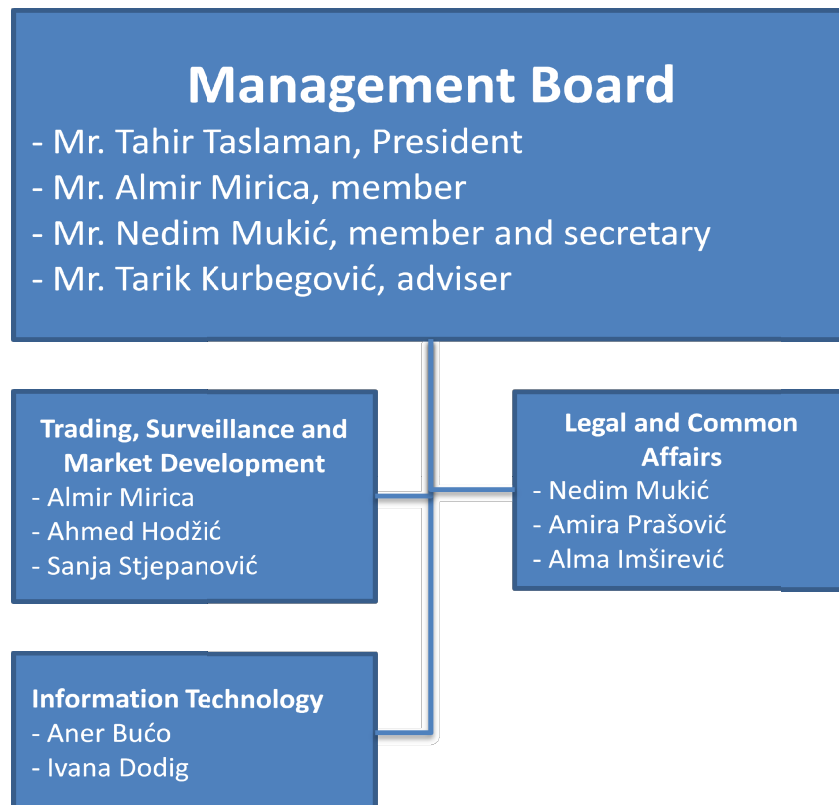 Management Board
- Mr. Tahir Taslaman, President
- Mr. Almir Mirica, member
- Mr. Nedim Mukić, member and secretary
- Mr. Tarik Kurbegović, adviser
Trading, Surveillance and
Market Development
- Almir Mirica
- Ahmed Hodžić
- Sanja Stjepanović
Legal and Common
Affairs
- Nedim Mukić
- Amira Prašović
- Alma Imširević
Information Technology
- Aner Bućo
- Ivana Dodig